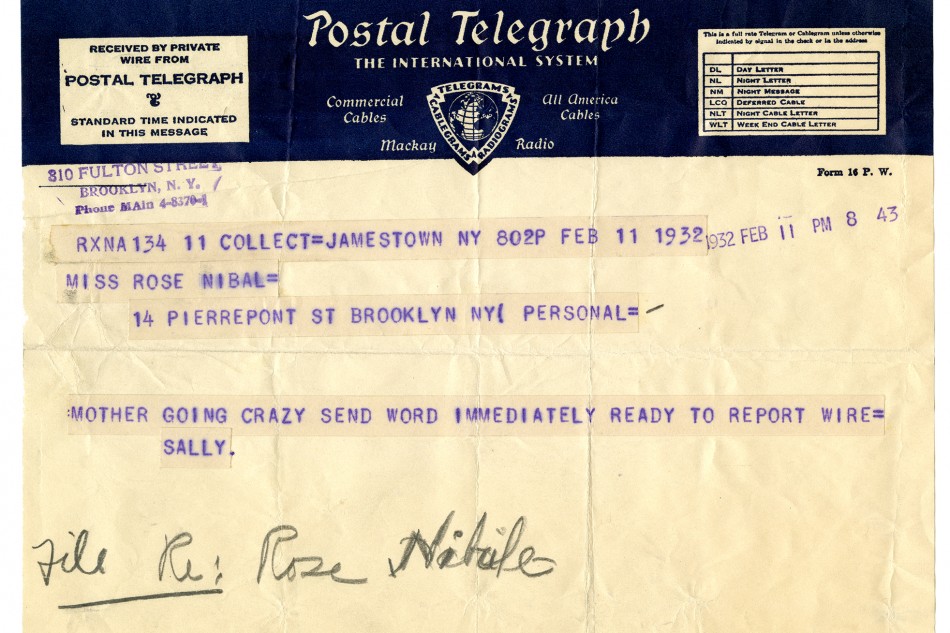 Postal Telegraph
THE INTERNATIONAL SYSTEM
RECEIVED BY PRIVATE
WIRE FROM
POSTAL TELEGRAPH
STANDARD TIME INDICATED
IN THIS MESSAGE
Commercial
Cables
TELEGRAMS
CABLEGRAMS
RADIOGRAMS
All America
Cables
Mackay
Radio
This is a full rate Telegram or Cablegram unless otherwise
indicated by signal in the check or in the address
DL DAY LETTER
NL NIGHT LETTER
NM NIGHT MESSAGE
LCO DEFERRED CABLE
NLT NIGHT CABLE LETTER
WLT WEEK END CABLE LETTER
Form 16 P. W.
310 FULTON STREET
BROOKLYN, N. Y.
Phone MAin 4-8370-1
RXNA134 11 COLLECT=JAMESTOWN NY 802P FEB 11 1932
1932 FEB 11 PM 8 43
MISS ROSE NIBAL=
14 PIERREPONT ST BROOKLYN NY( PERSONAL=
:MOTHER GOING CRAZY SEND WORD IMMEDIATELY READY TO REPORT WIRE=
SALLY.
File Re: Rose Nibile